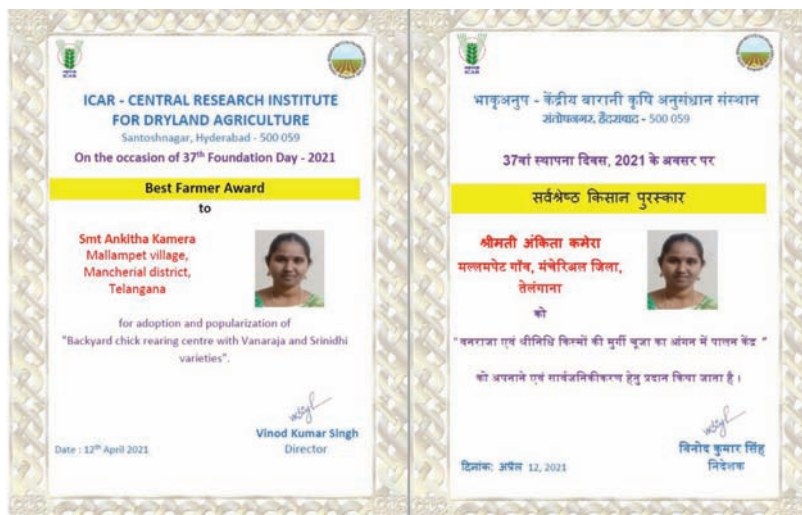 ICAR
ICAR - CENTRAL RESEARCH INSTITUTE
FOR DRYLAND AGRICULTURE
Santoshnagar, Hyderabad - 500 059
On the occasion of 37th Foundation Day - 2021
Best Farmer Award
to
Smt Ankitha Kamera
Mallampet village,
Mancherial district,
Telangana
for adoption and popularization of
"Backyard chick rearing centre with Vanaraja and Srinidhi
varieties".
Vinod Kumar Singh
Director
Date : 12th April 2021
ICAR
भाकृअनुप - केंद्रीय बारानी कृषि अनुसंधान संस्थान
संतोषनगर, हैदराबाद - 500 059
37वां स्थापना दिवस, 2021 के अवसर पर
सर्वश्रेष्ठ किसान पुरस्कार
श्रीमती अंकिता कमेरा
मल्लमपेट गाँव, मंचेरिअल जिला,
तेलंगाना
को
"वनराजा एवं श्रीनिधि किस्मों की मुर्गी चूजा का आंगन में पालन केंद्र "
को अपनाने एवं सार्वजनिकीकरण हेतु प्रदान किया जाता है ।
विनोद कुमार सिंह
निदेशक
दिनांक: अप्रैल 12, 2021